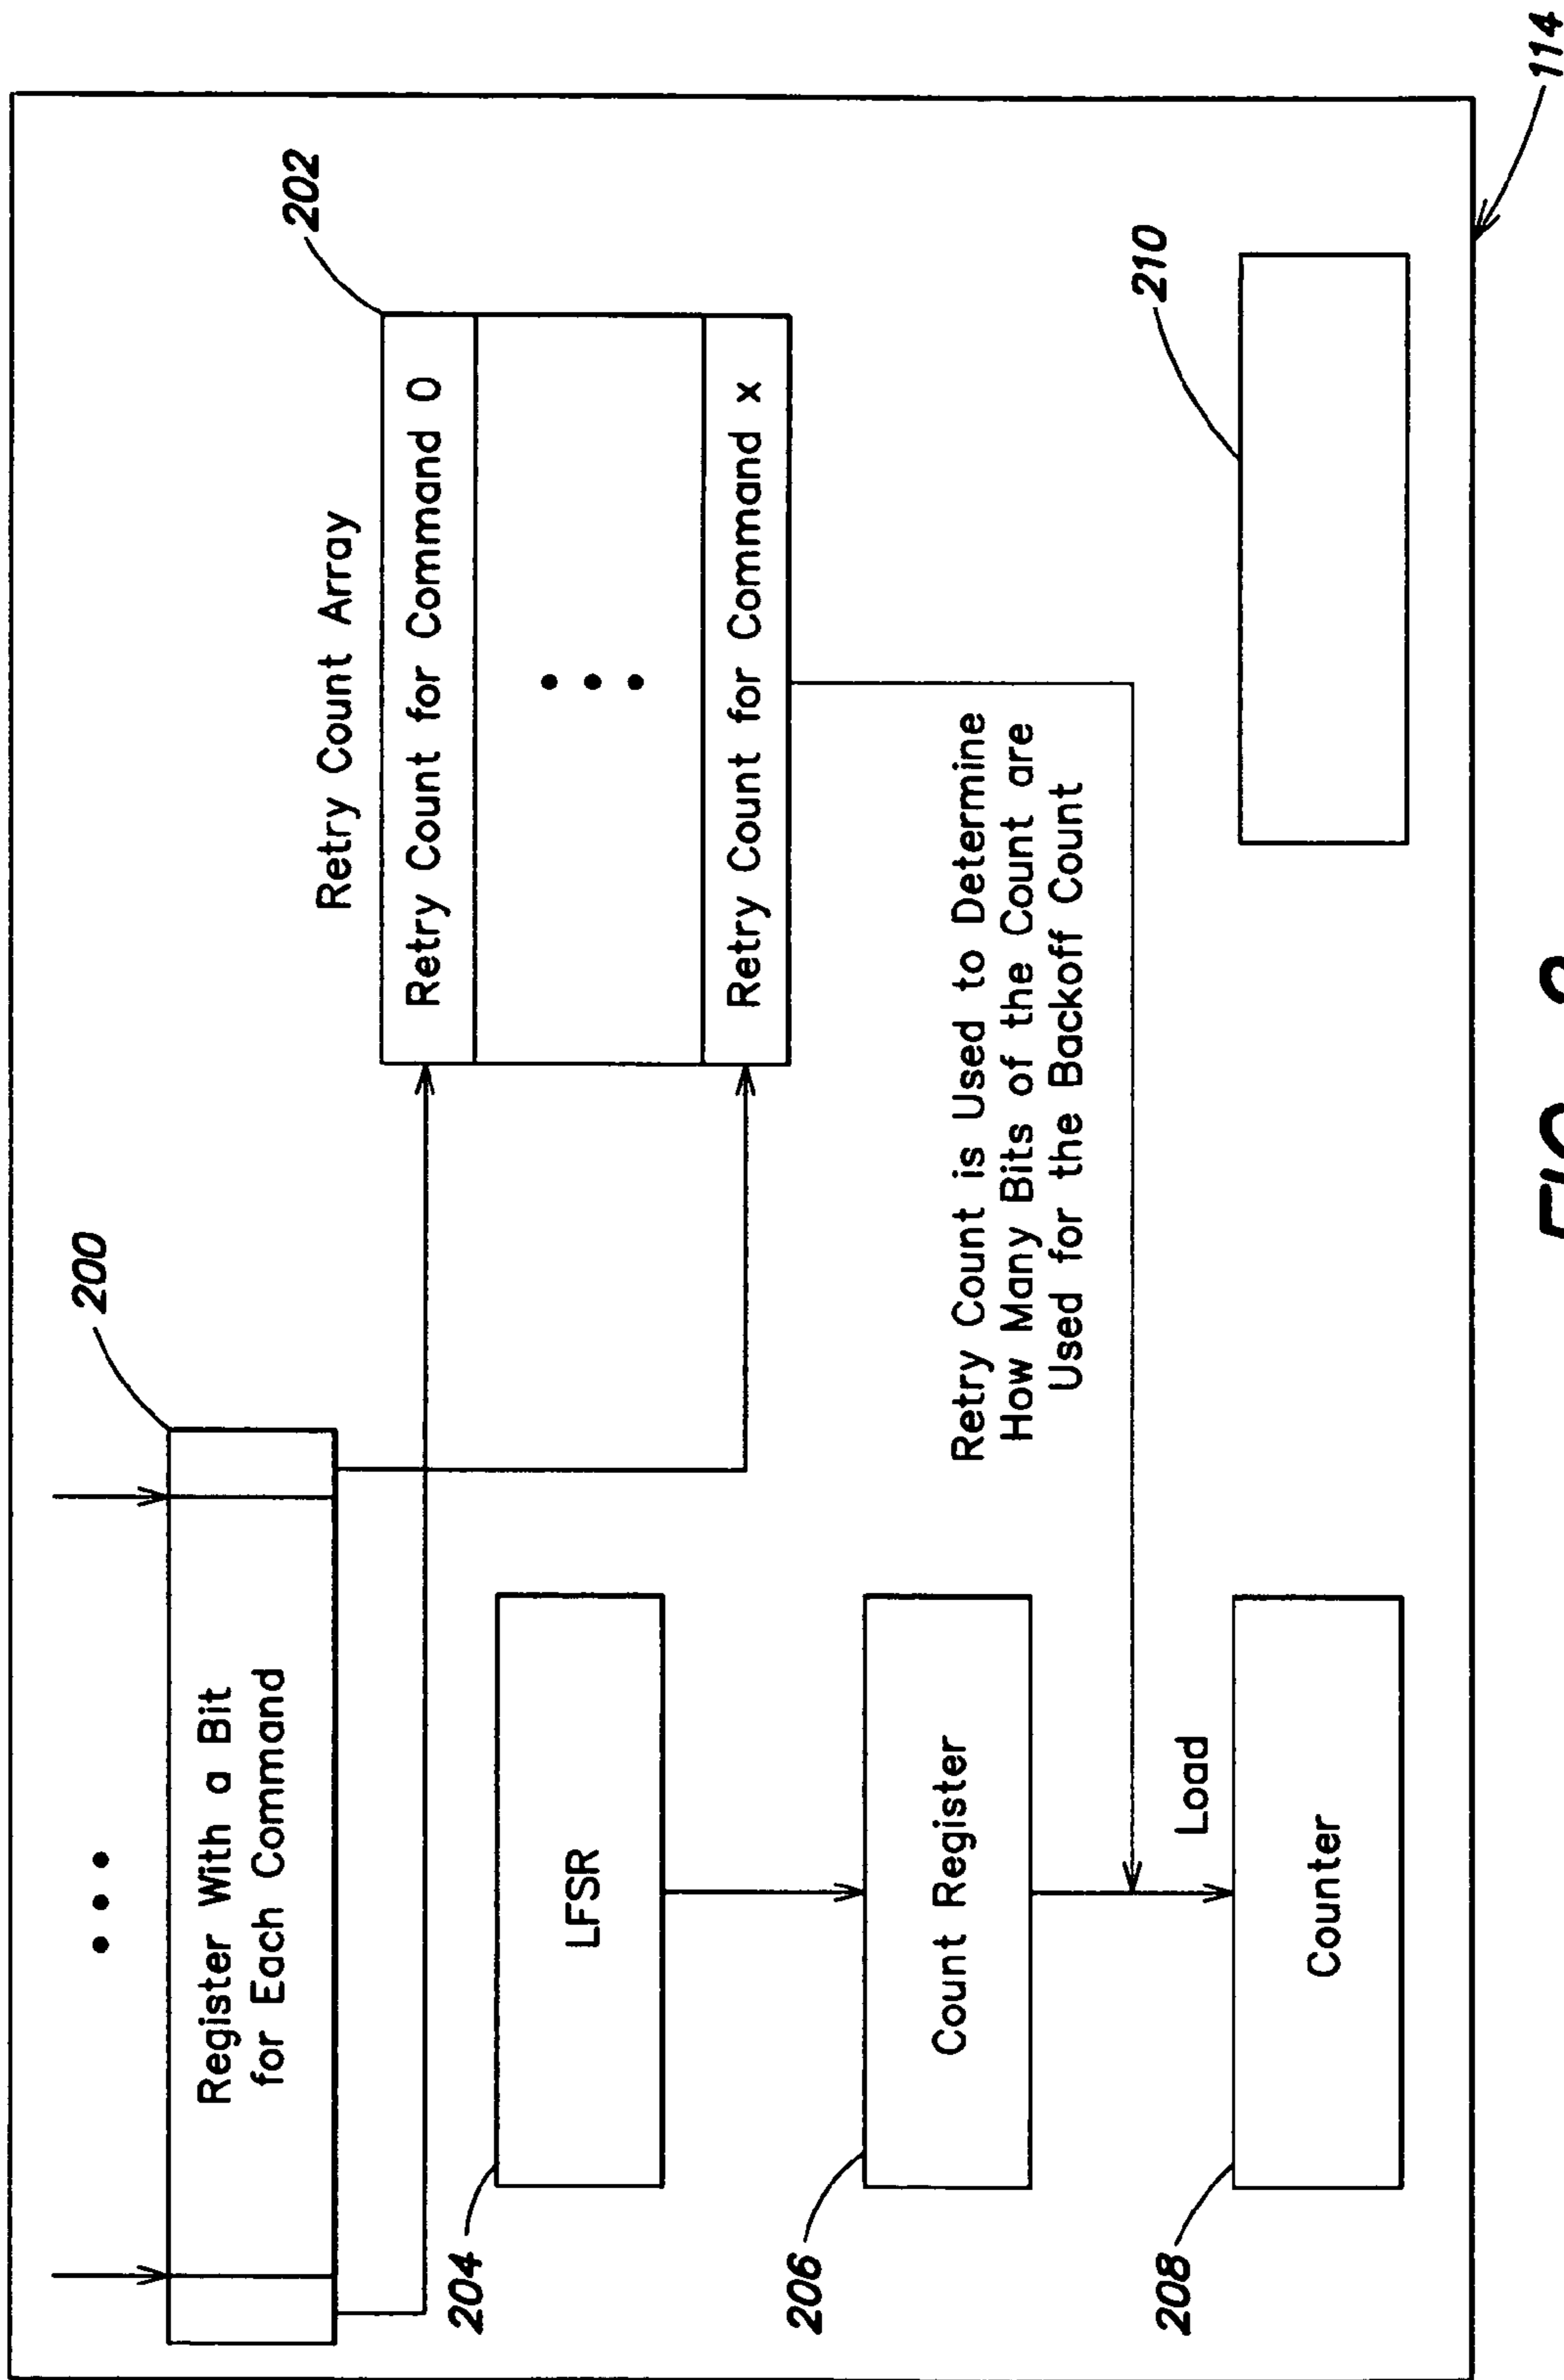 200
Register With a Bit
for Each Command
Retry Count Array
202
Retry Count for Command 0
Retry Count for Command x
204
LFSR
206
Count Register
Retry Count is Used to Determine
How Many Bits of the Count are
Used for the Backoff Count
Load
208
Counter
210
114